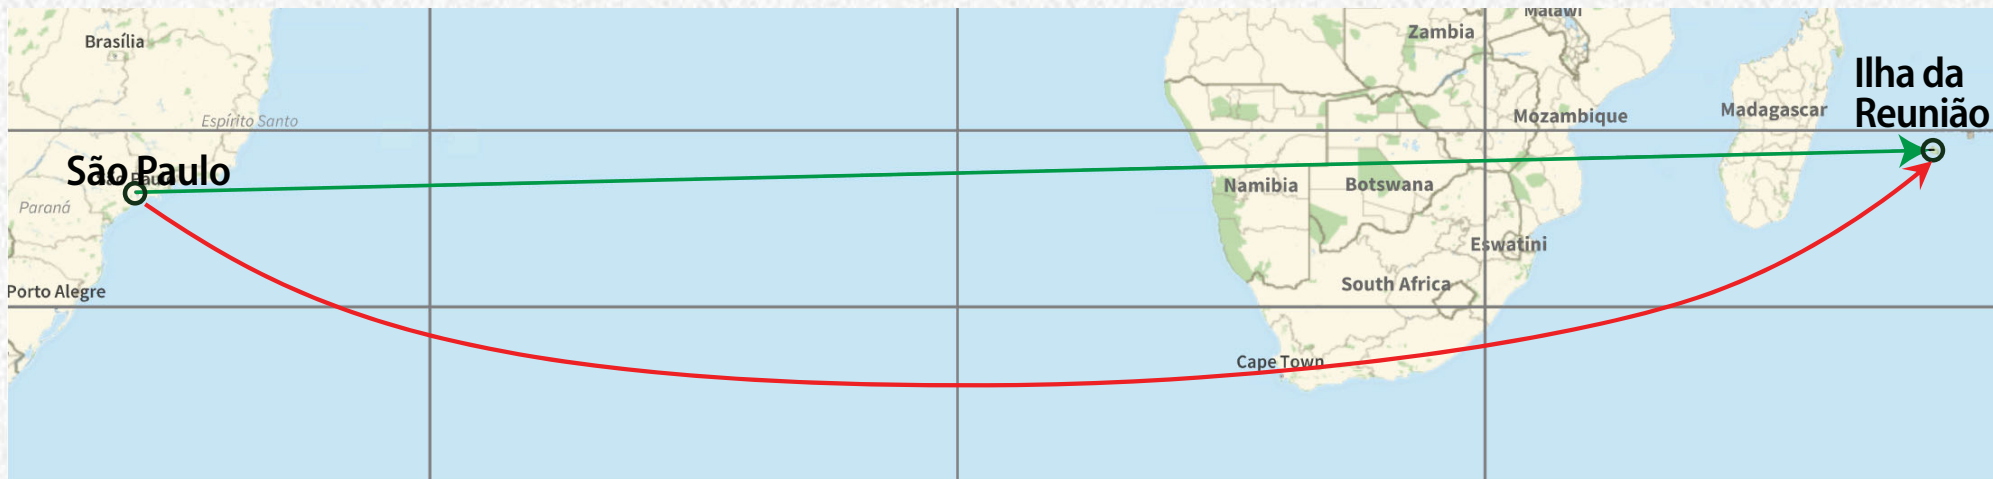 Brasília
Espírito Santo
São Paulo
Paraná
Porto Alegre
Zambia
Malawi
Mozambique
Madagascar
Ilha da
Reunião
Namibia
Botswana
Eswatini
South Africa
Cape Town